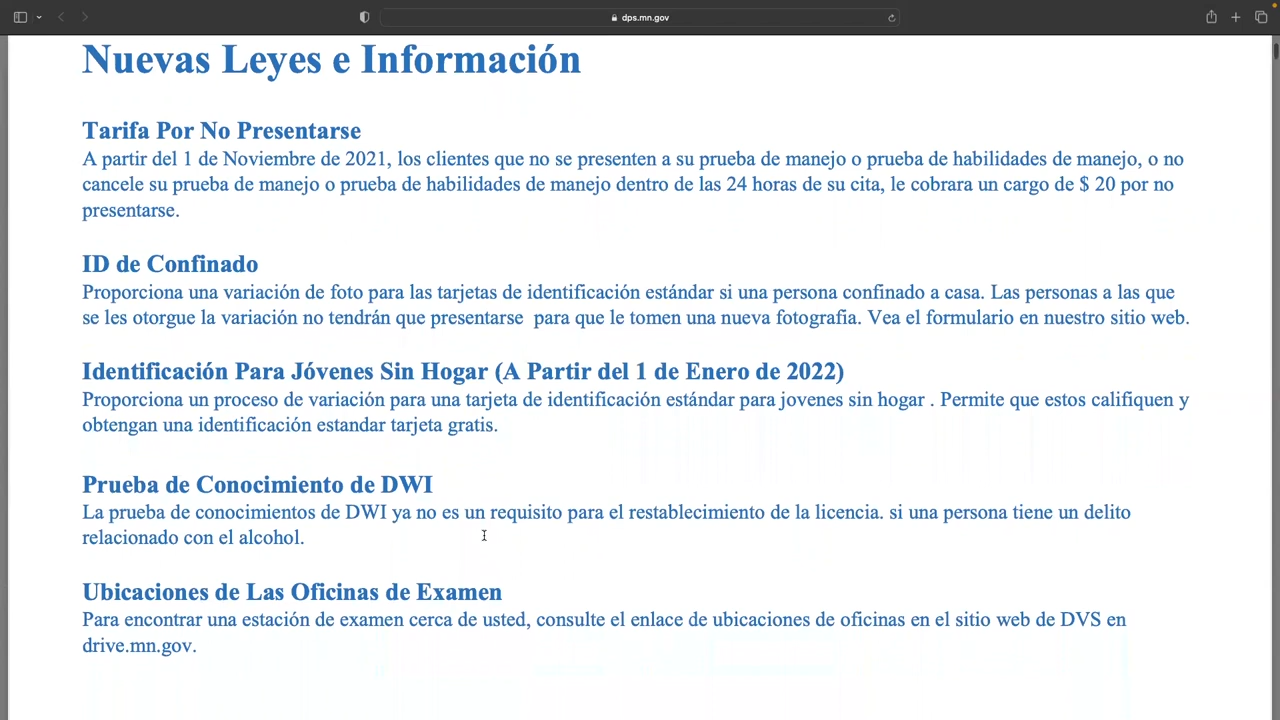 dps.mn.gov
Nuevas Leyes e Información
Tarifa Por No Presentarse
A partir del 1 de Noviembre de 2021, los clientes que no se presenten a su prueba de manejo o prueba de habilidades de manejo, o no
cancele su prueba de manejo o prueba de habilidades de manejo dentro de las 24 horas de su cita, le cobrara un cargo de $ 20 por no
presentarse.
ID de Confinado
Proporciona una variación de foto para las tarjetas de identificación estándar si una persona confinado a casa. Las personas a las que
se les otorgue la variación no tendrán que presentarse  para que le tomen una nueva fotografia. Vea el formulario en nuestro sitio web.
Identificación Para Jóvenes Sin Hogar (A Partir del 1 de Enero de 2022)
Proporciona un proceso de variación para una tarjeta de identificación estándar para jovenes sin hogar . Permite que estos califiquen y
obtengan una identificación estandar tarjeta gratis.
Prueba de Conocimiento de DWI
La prueba de conocimientos de DWI ya no es un requisito para el restablecimiento de la licencia. si una persona tiene un delito
relacionado con el alcohol.
Ubicaciones de Las Oficinas de Examen
Para encontrar una estación de examen cerca de usted, consulte el enlace de ubicaciones de oficinas en el sitio web de DVS en
drive.mn.gov.